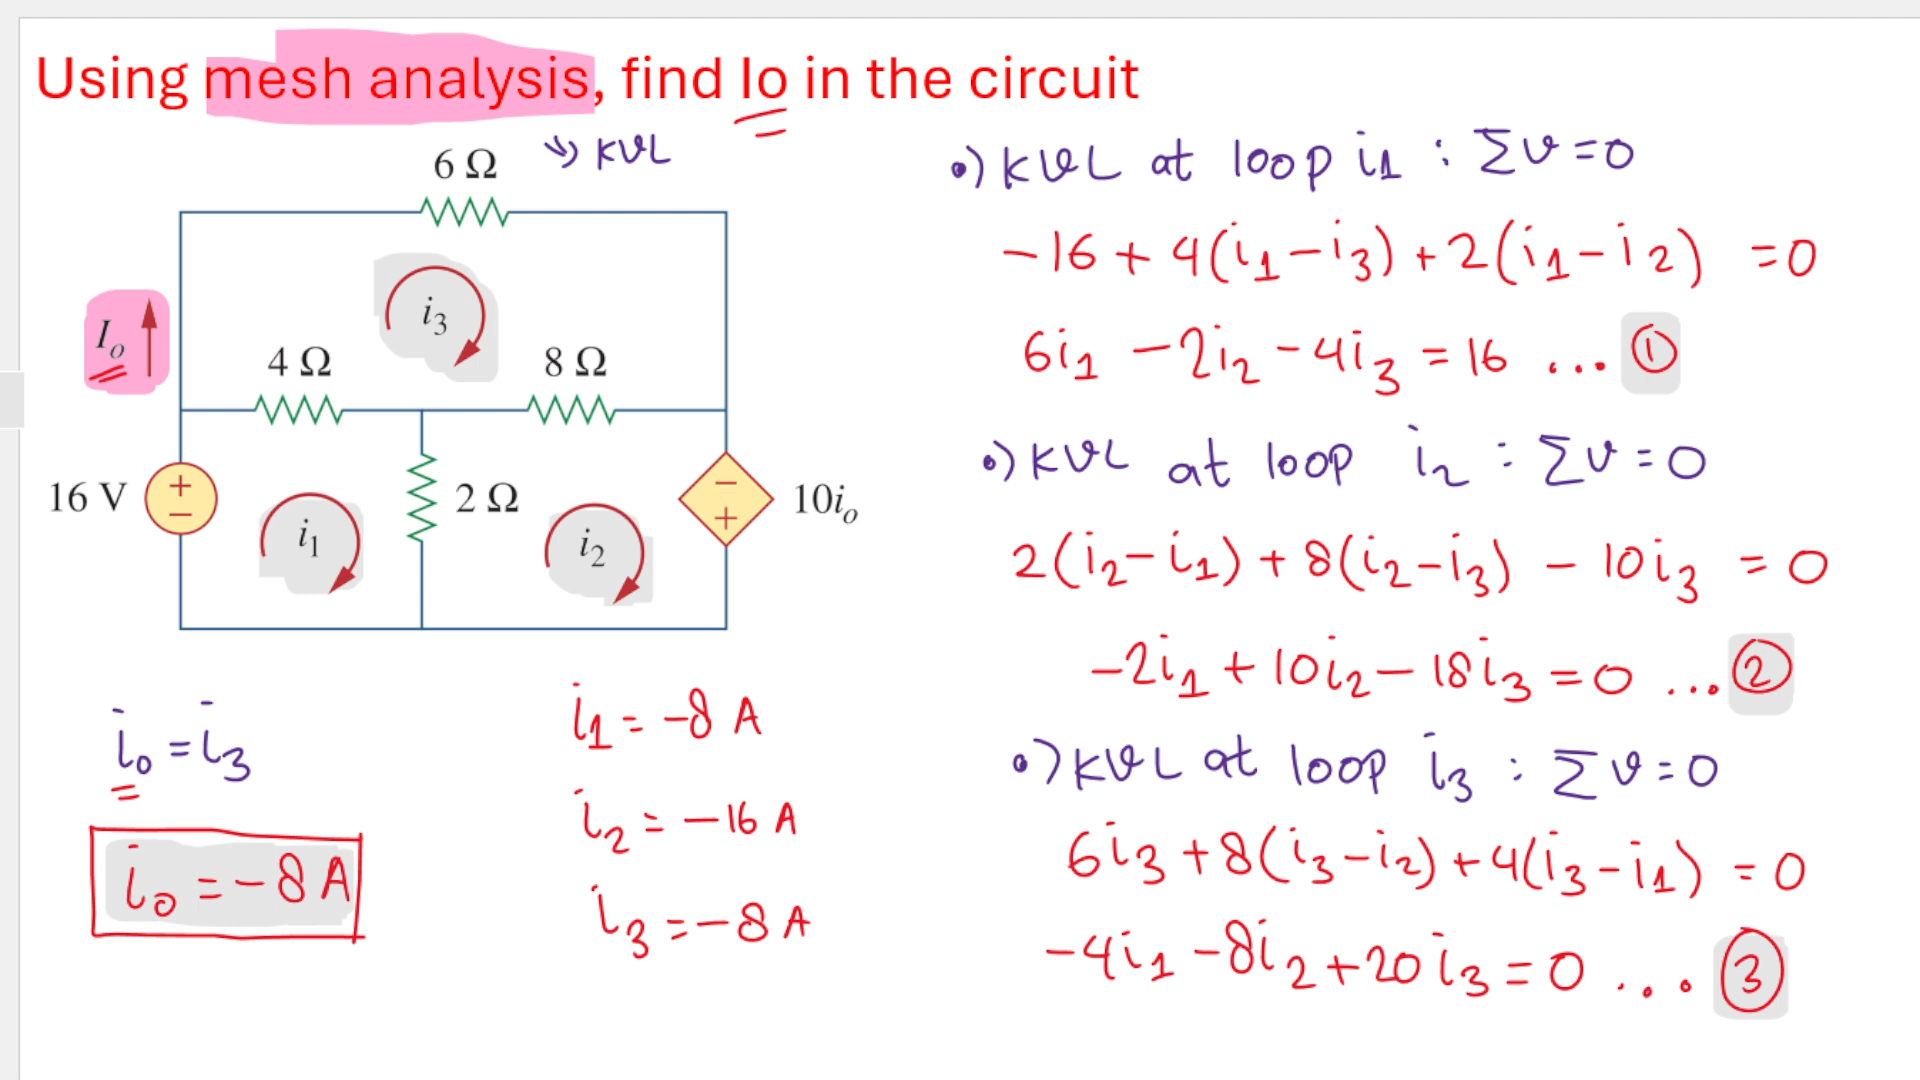 Using mesh analysis, find Io in the circuit
↳ KVL
6 Ω
i₃
Iₒ
4 Ω
8 Ω
16 V
+
−
i₁
2 Ω
i₂
−
+
10iₒ
i₀ = i₃
i₀ = −8 A
i₁ = −8 A
i₂ = −16 A
i₃ = −8 A
•) KVL at loop i₁ : Σv = 0
−16 + 4(i₁ − i₃) + 2(i₁ − i₂) = 0
6i₁ − 2i₂ − 4i₃ = 16 ... ①
•) KVL at loop i₂ : Σv = 0
2(i₂ − i₁) + 8(i₂ − i₃) − 10i₃ = 0
−2i₁ + 10i₂ − 18i₃ = 0 ... ②
•) KVL at loop i₃ : Σv = 0
6i₃ + 8(i₃ − i₂) + 4(i₃ − i₁) = 0
−4i₁ − 8i₂ + 20i₃ = 0 ... ③